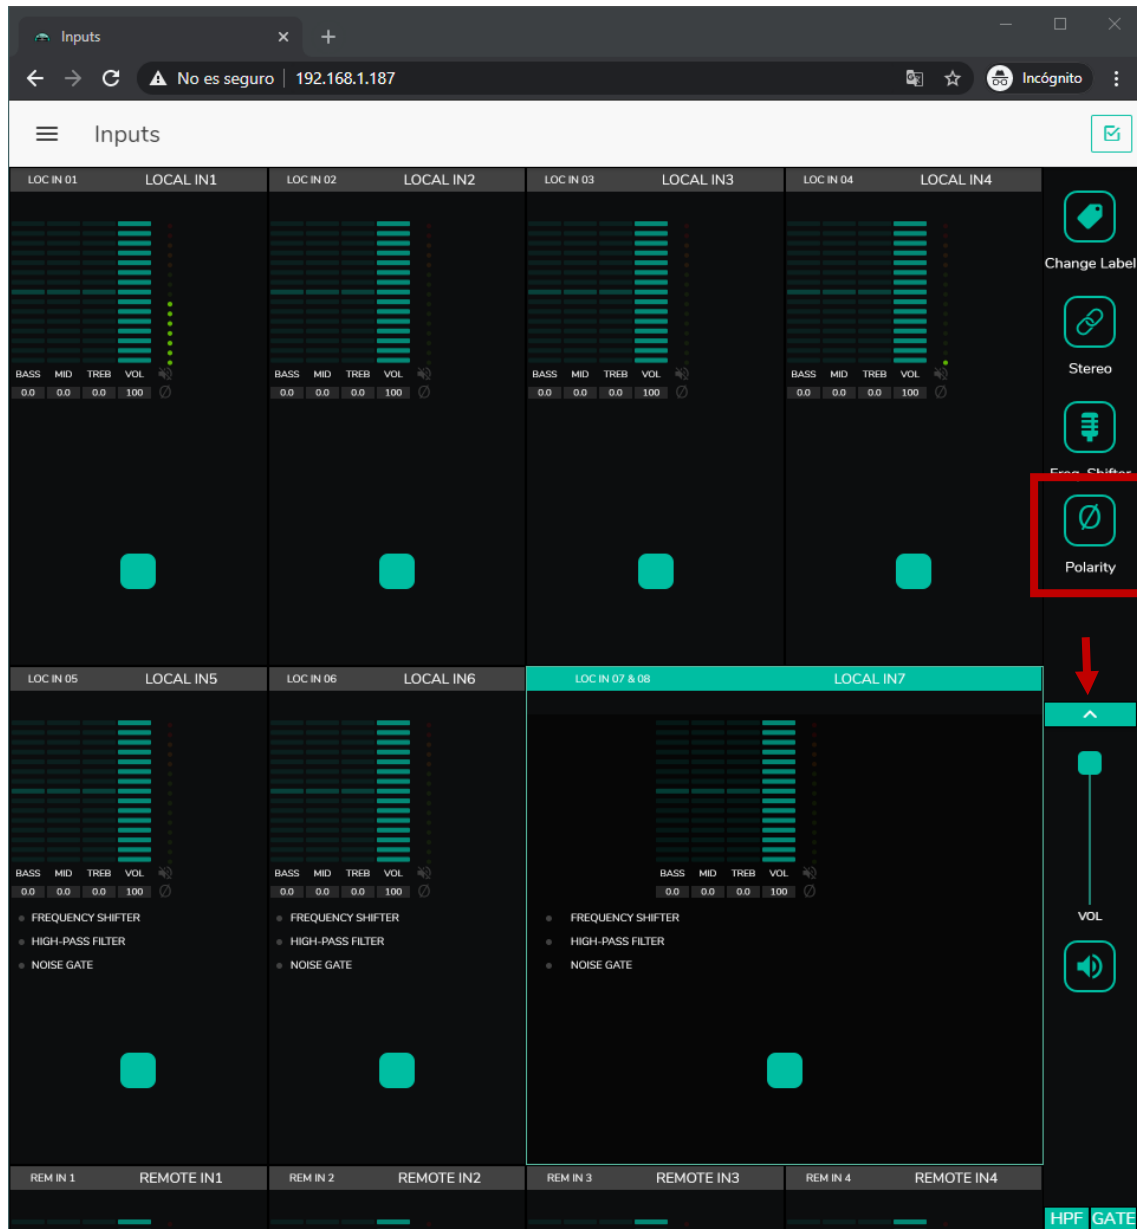 Inputs
No es seguro | 192.168.1.187
Incógnito
Inputs
LOC IN 01 LOCAL IN1
LOC IN 02 LOCAL IN2
LOC IN 03 LOCAL IN3
LOC IN 04 LOCAL IN4
BASS MID TREB VOL
0.0 0.0 0.0 100
BASS MID TREB VOL
0.0 0.0 0.0 100
BASS MID TREB VOL
0.0 0.0 0.0 100
BASS MID TREB VOL
0.0 0.0 0.0 100
Change Label
Stereo
Freq. Shifter
Polarity
LOC IN 05 LOCAL IN5
LOC IN 06 LOCAL IN6
LOC IN 07 & 08 LOCAL IN7
BASS MID TREB VOL
0.0 0.0 0.0 100
FREQUENCY SHIFTER
HIGH-PASS FILTER
NOISE GATE
BASS MID TREB VOL
0.0 0.0 0.0 100
FREQUENCY SHIFTER
HIGH-PASS FILTER
NOISE GATE
BASS MID TREB VOL
0.0 0.0 0.0 100
FREQUENCY SHIFTER
HIGH-PASS FILTER
NOISE GATE
VOL
REM IN 1 REMOTE IN1
REM IN 2 REMOTE IN2
REM IN 3 REMOTE IN3
REM IN 4 REMOTE IN4
HPF GATE